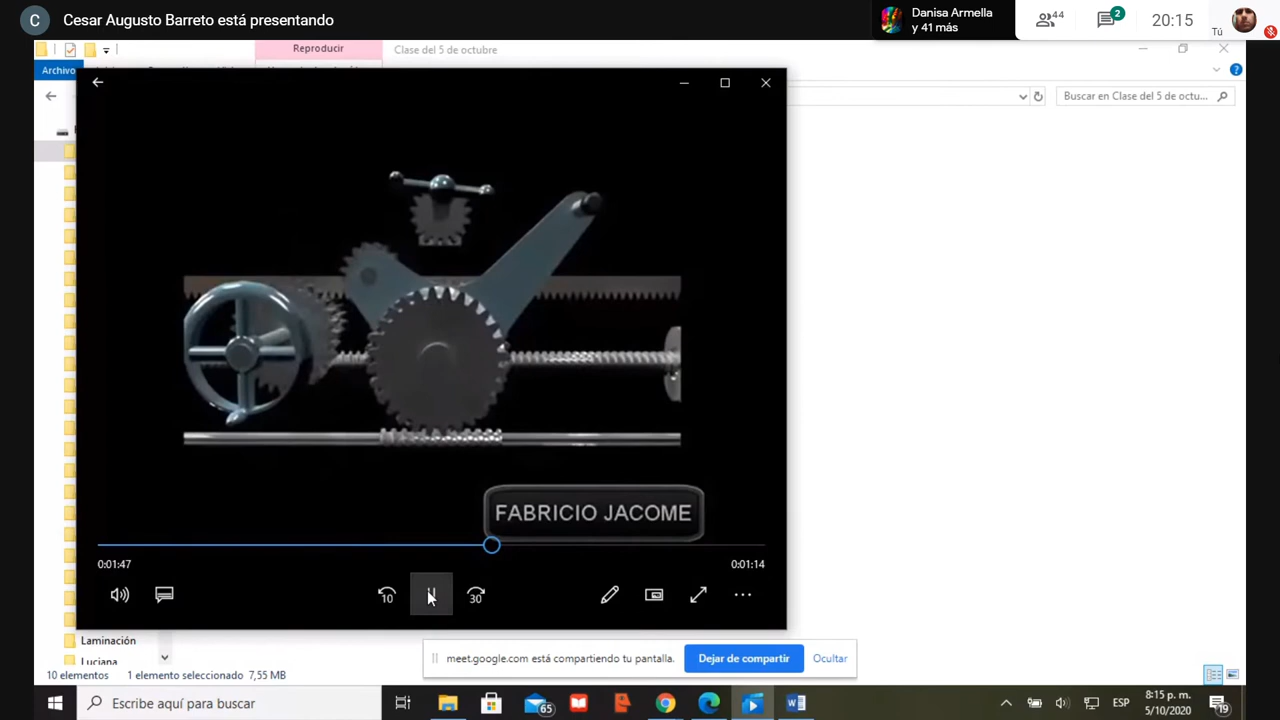 C
Cesar Augusto Barreto está presentando
Danisa Armella
y 41 más
44
2
20:15
Tú
Reproducir
Clase del 5 de octubre
Archivo
Buscar en Clase del 5 de octu...
FABRICIO JACOME
0:01:47
0:01:14
10
30
Laminación
Luciana
meet.google.com está compartiendo tu pantalla.
Dejar de compartir
Ocultar
10 elementos
1 elemento seleccionado 7,55 MB
Escribe aquí para buscar
65
ESP
8:15 p. m.
5/10/2020
19